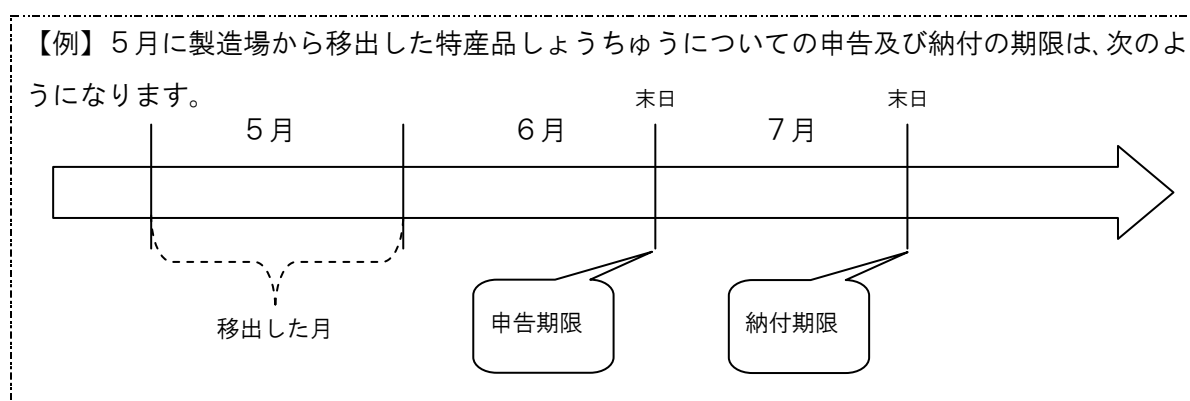 【例】５月に製造場から移出した特産品しょうちゅうについての申告及び納付の期限は、次のよ
うになります。
末日
末日
５月
６月
７月
申告期限
納付期限
移出した月